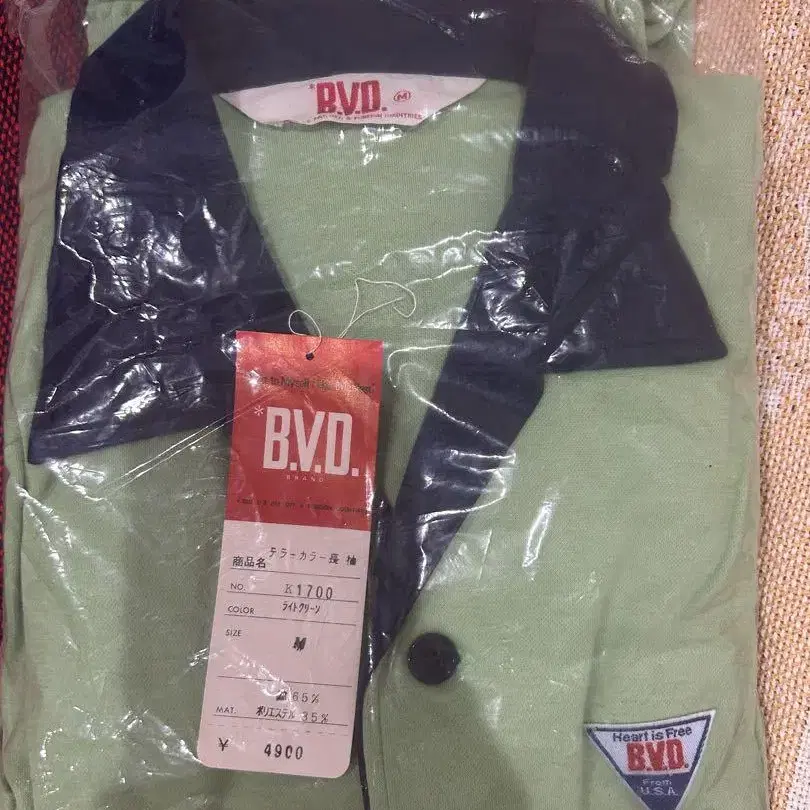 *B.V.D. Ⓜ
*B.V.D.
BRAND
商品名 テラーカラー長袖
NO. K1700
COLOR ライトグリーン
SIZE M
綿 65%
MAT. ポリエステル 35%
¥ 4900
Heart is Free
B.V.D.
From
U.S.A.